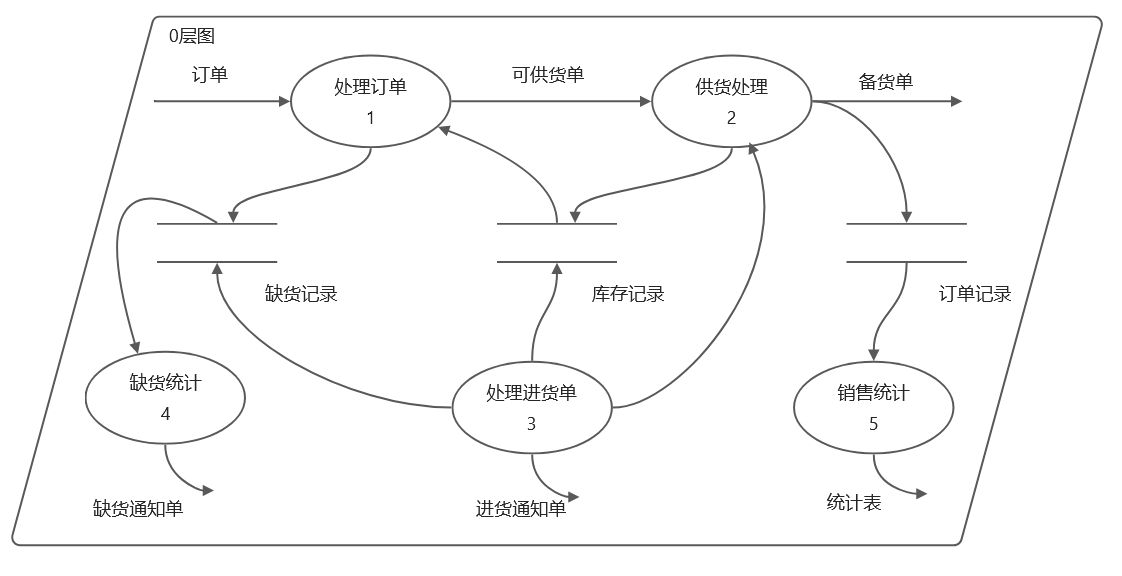 0层图
订单
处理订单
1
可供货单
供货处理
2
备货单
缺货记录
库存记录
订单记录
缺货统计
4
处理进货单
3
销售统计
5
缺货通知单
进货通知单
统计表